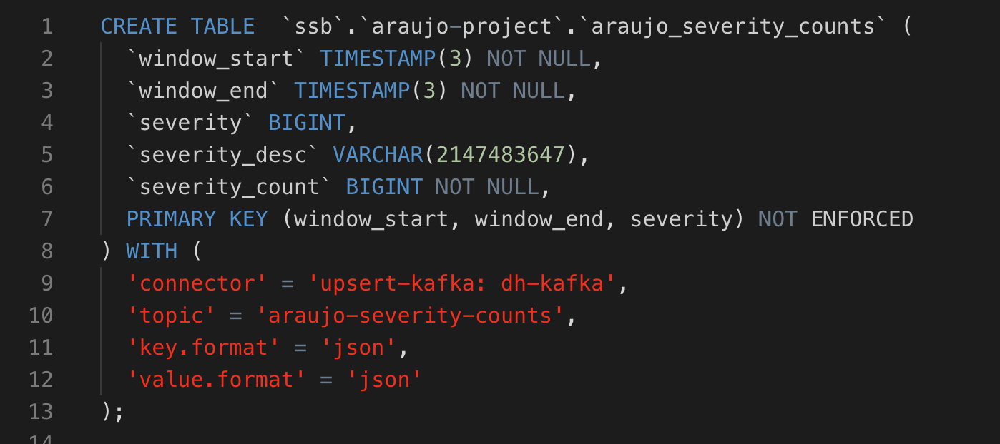 1 CREATE TABLE  `ssb`.`araujo-project`.`araujo_severity_counts` (
2   `window_start` TIMESTAMP(3) NOT NULL,
3   `window_end` TIMESTAMP(3) NOT NULL,
4   `severity` BIGINT,
5   `severity_desc` VARCHAR(2147483647),
6   `severity_count` BIGINT NOT NULL,
7   PRIMARY KEY (window_start, window_end, severity) NOT ENFORCED
8 ) WITH (
9   'connector' = 'upsert-kafka: dh-kafka',
10   'topic' = 'araujo-severity-counts',
11   'key.format' = 'json',
12   'value.format' = 'json'
13 );
14